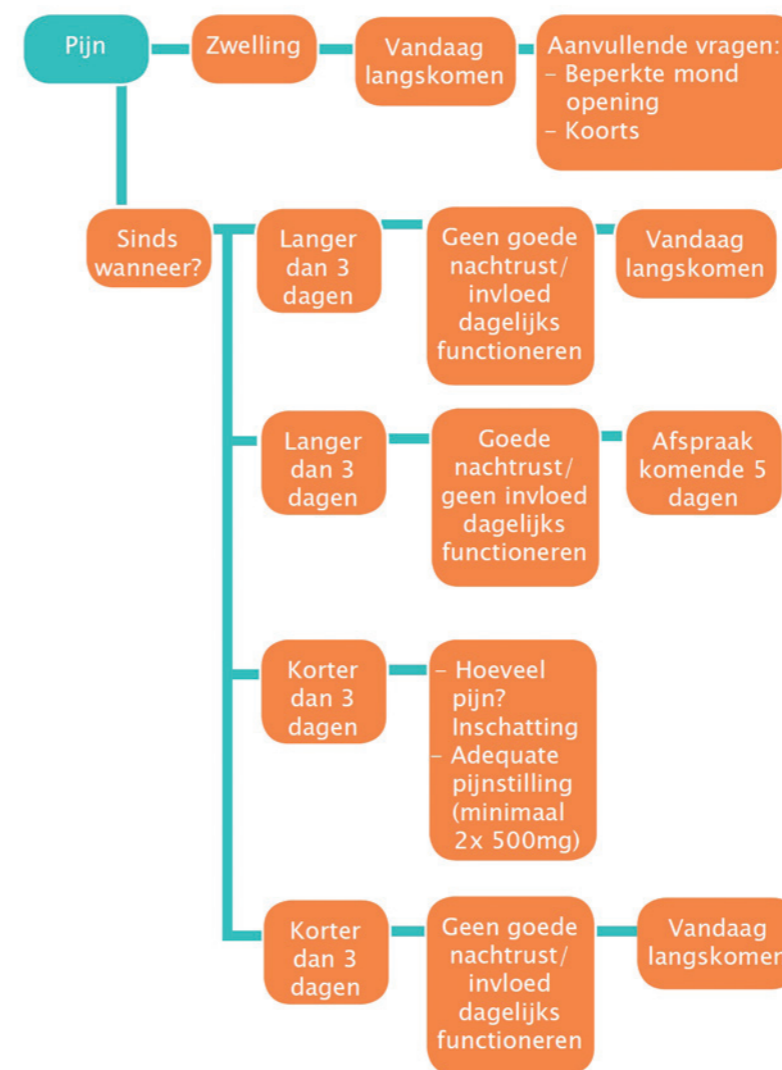 Pijn
Zwelling
Vandaag
langskomen
Aanvullende vragen:
– Beperkte mond
opening
– Koorts
Sinds
wanneer?
Langer
dan 3
dagen
Geen goede
nachtrust/
invloed
dagelijks
functioneren
Vandaag
langskomen
Langer
dan 3
dagen
Goede
nachtrust/
geen invloed
dagelijks
functioneren
Afspraak
komende 5
dagen
Korter
dan 3
dagen
– Hoeveel
pijn?
Inschatting
– Adequate
pijnstilling
(minimaal
2x 500mg)
Korter
dan 3
dagen
Geen goede
nachtrust/
invloed
dagelijks
functioneren
Vandaag
langskomen